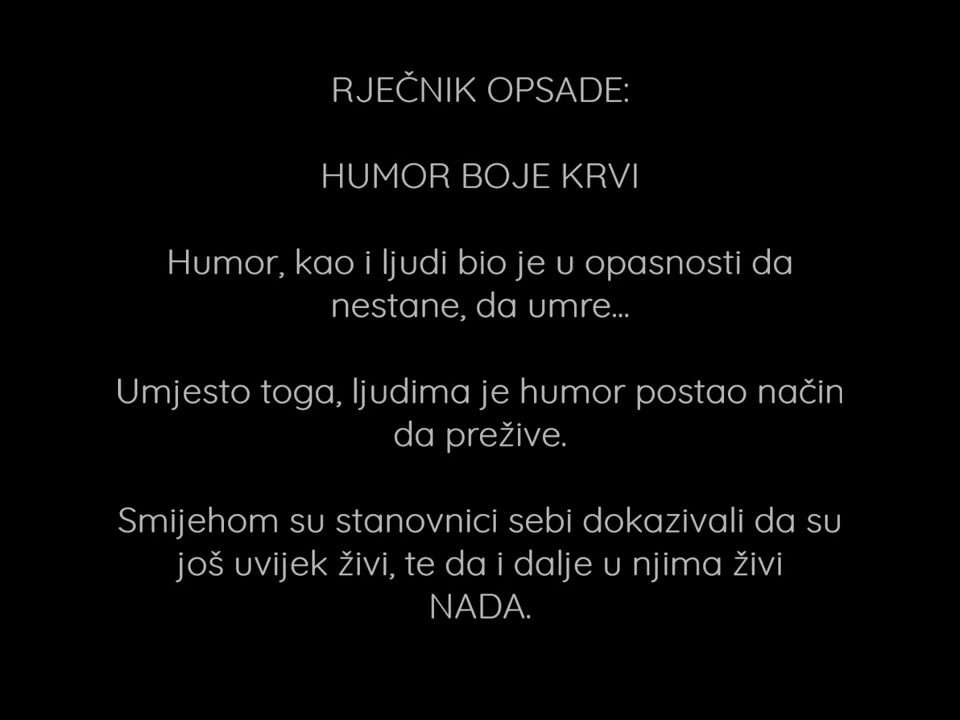 RJEČNIK OPSADE:
HUMOR BOJE KRVI
Humor, kao i ljudi bio je u opasnosti da
nestane, da umre...
Umjesto toga, ljudima je humor postao način
da prežive.
Smijehom su stanovnici sebi dokazivali da su
još uvijek živi, te da i dalje u njima živi
NADA.